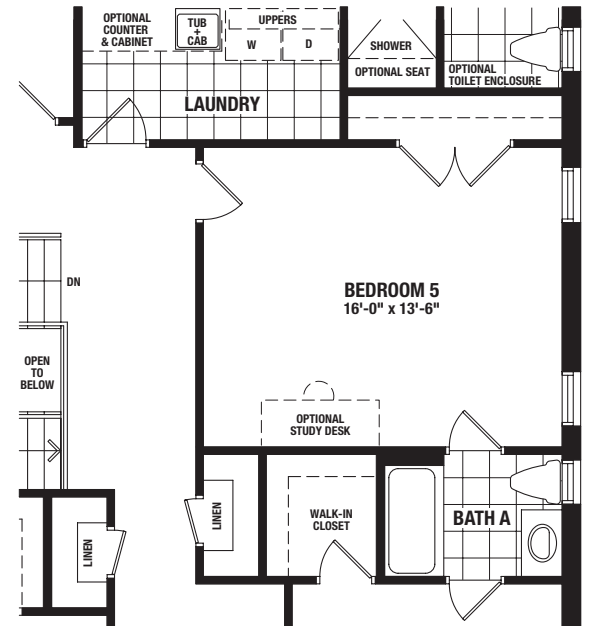 OPTIONAL
COUNTER
& CABINET
TUB
+
CAB
UPPERS
W
D
SHOWER
OPTIONAL SEAT
OPTIONAL
TOILET ENCLOSURE
LAUNDRY
DN
BEDROOM 5
16'-0" x 13'-6"
OPEN
TO
BELOW
OPTIONAL
STUDY DESK
LINEN
WALK-IN
CLOSET
BATH A
LINEN